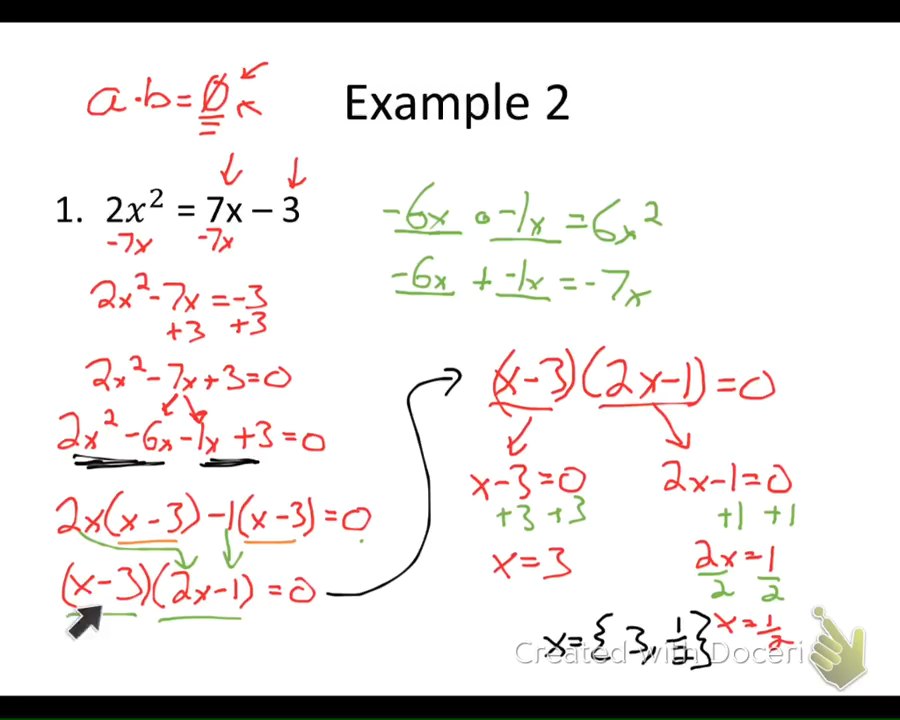 a·b=0
Example 2
1. 2x² = 7x – 3
-7x -7x
2x²-7x=-3
+3 +3
2x²-7x+3=0
2x²-6x-1x+3=0
2x(x-3)-1(x-3)=0
(x-3)(2x-1)=0
-6x · -1x = 6x²
-6x + -1x = -7x
(x-3)(2x-1)=0
x-3=0
+3 +3
x=3
2x-1=0
+1 +1
2x=1
2 2
x=1/2
x={3, 1/2}
Created with Doceri